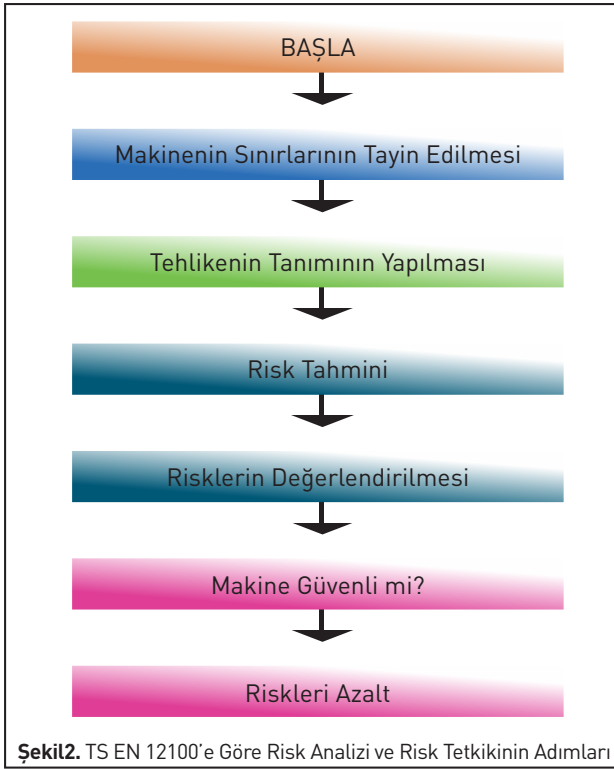 BAŞLA
Makinenin Sınırlarının Tayin Edilmesi
Tehlikenin Tanımının Yapılması
Risk Tahmini
Risklerin Değerlendirilmesi
Makine Güvenli mi?
Riskleri Azalt
Şekil2. TS EN 12100'e Göre Risk Analizi ve Risk Tetkikinin Adımları